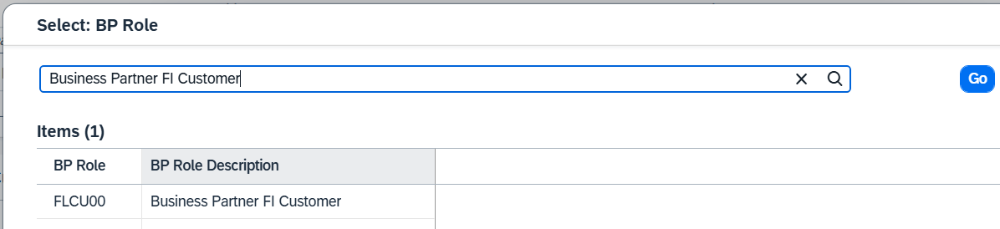 Select: BP Role
Business Partner FI Customer
Go
Items (1)
BP Role BP Role Description
FLCU00 Business Partner FI Customer